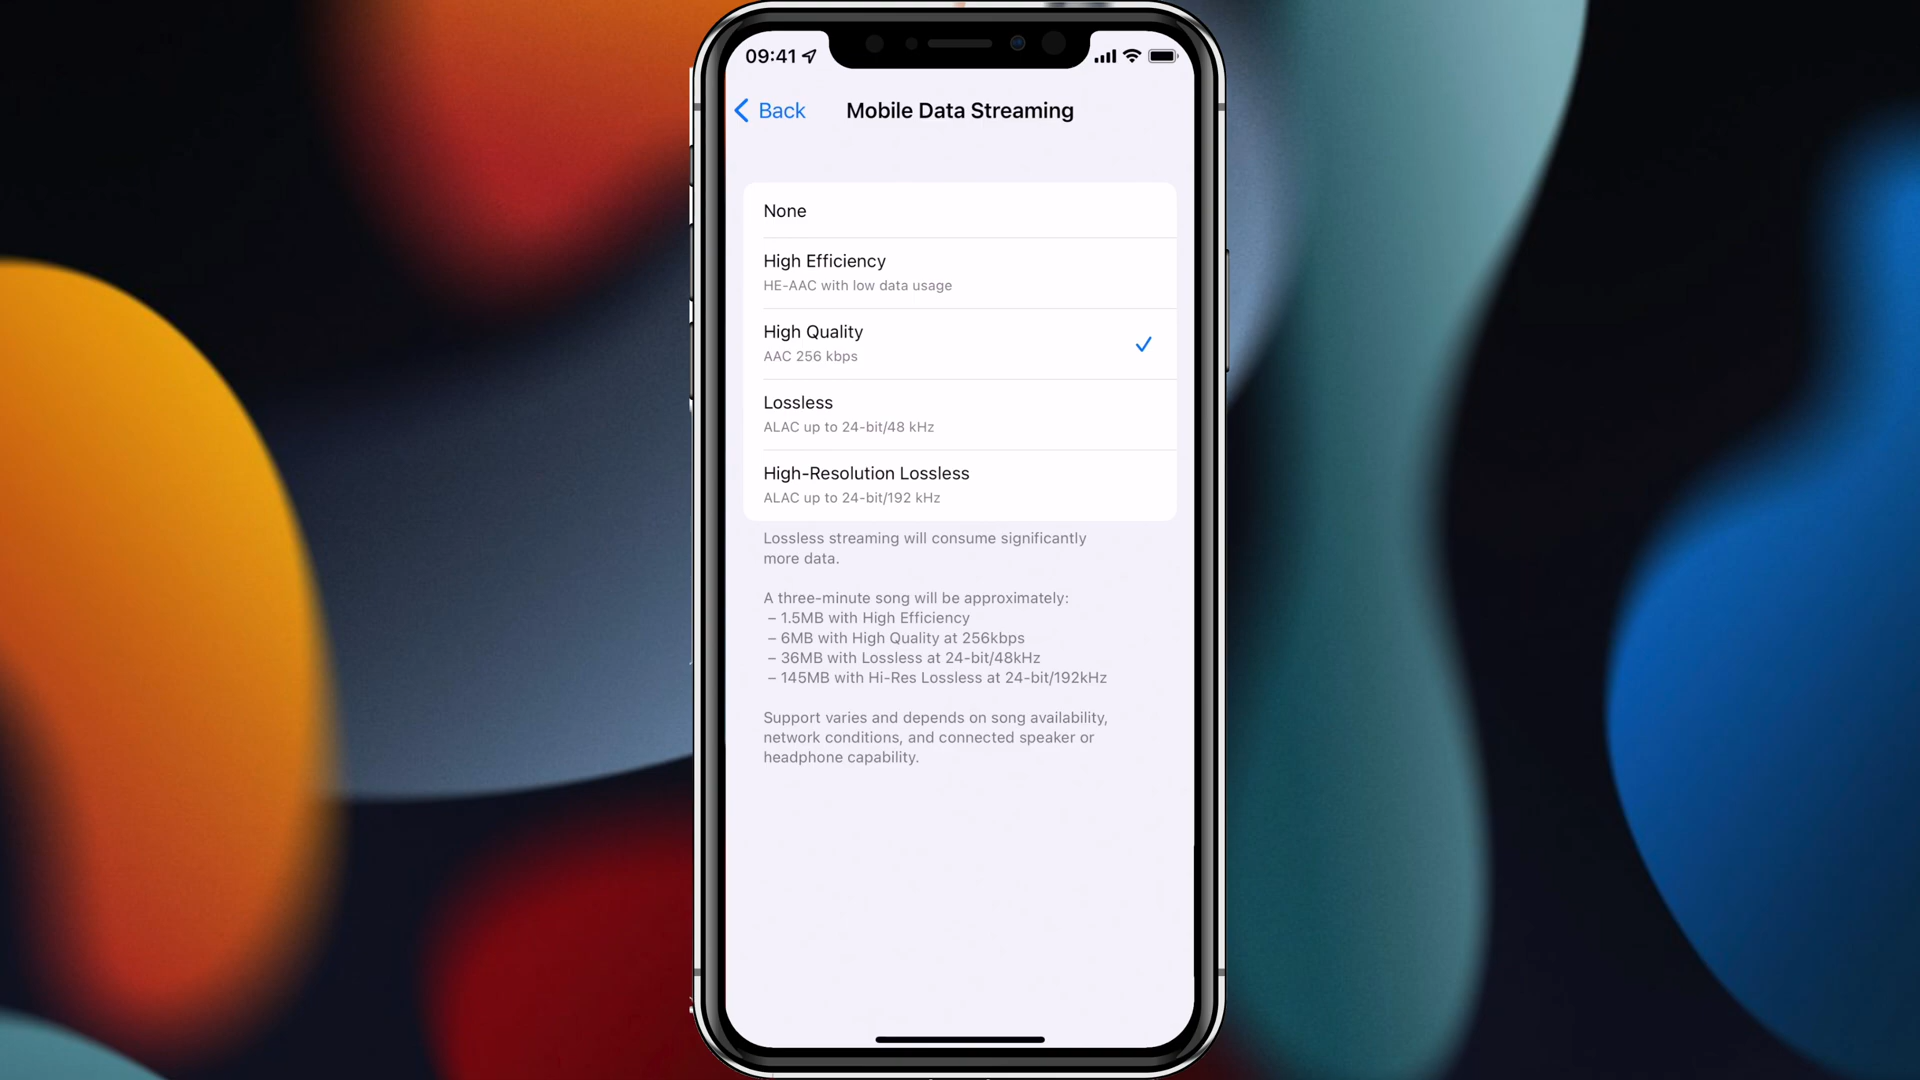 09:41
Back
Mobile Data Streaming
None
High Efficiency
HE-AAC with low data usage
High Quality
AAC 256 kbps
Lossless
ALAC up to 24-bit/48 kHz
High-Resolution Lossless
ALAC up to 24-bit/192 kHz
Lossless streaming will consume significantly
more data.
A three-minute song will be approximately:
– 1.5MB with High Efficiency
– 6MB with High Quality at 256kbps
– 36MB with Lossless at 24-bit/48kHz
– 145MB with Hi-Res Lossless at 24-bit/192kHz
Support varies and depends on song availability,
network conditions, and connected speaker or
headphone capability.